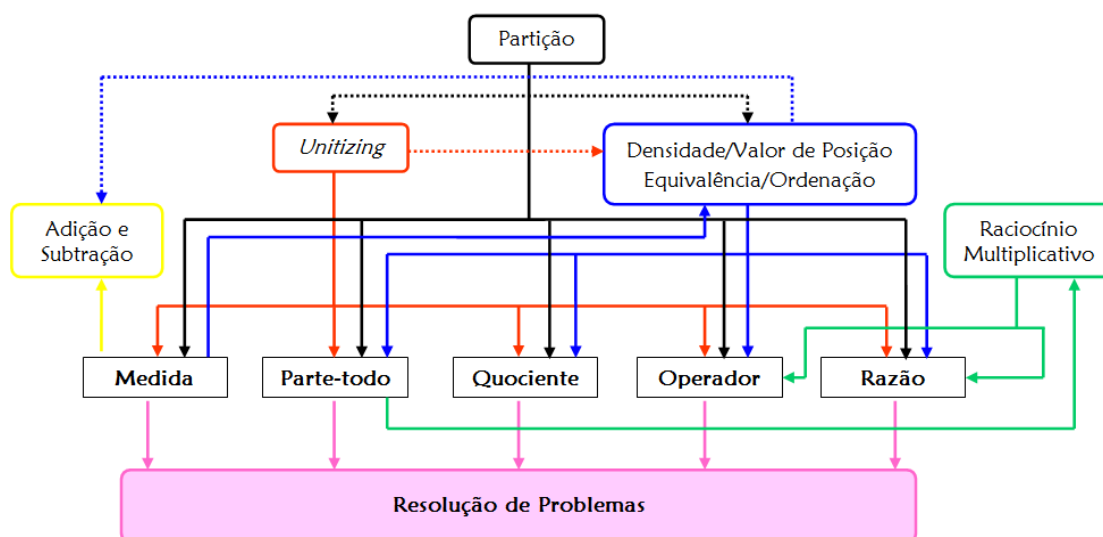 Partição
Unitizing
Densidade/Valor de Posição
Equivalência/Ordenação
Adição e
Subtração
Raciocínio
Multiplicativo
Medida
Parte-todo
Quociente
Operador
Razão
Resolução de Problemas